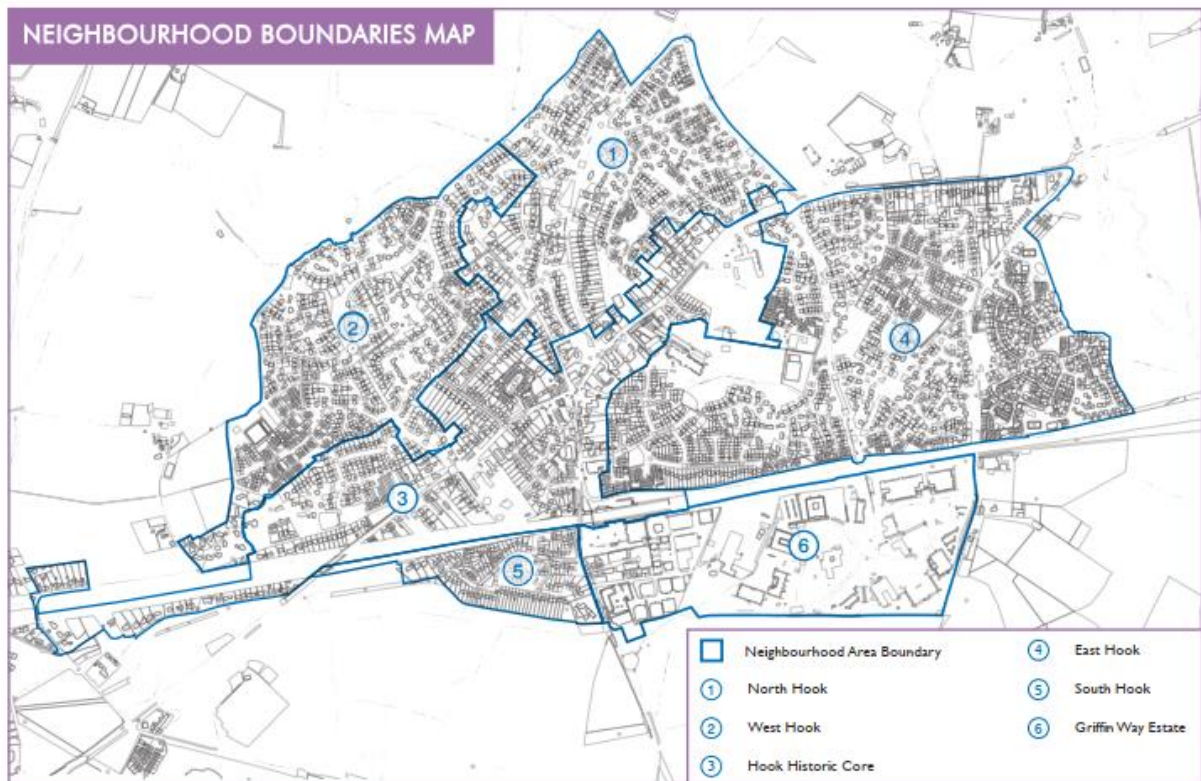 NEIGHBOURHOOD BOUNDARIES MAP
1
2
4
3
6
5
Neighbourhood Area Boundary
1 North Hook
2 West Hook
3 Hook Historic Core
4 East Hook
5 South Hook
6 Griffin Way Estate